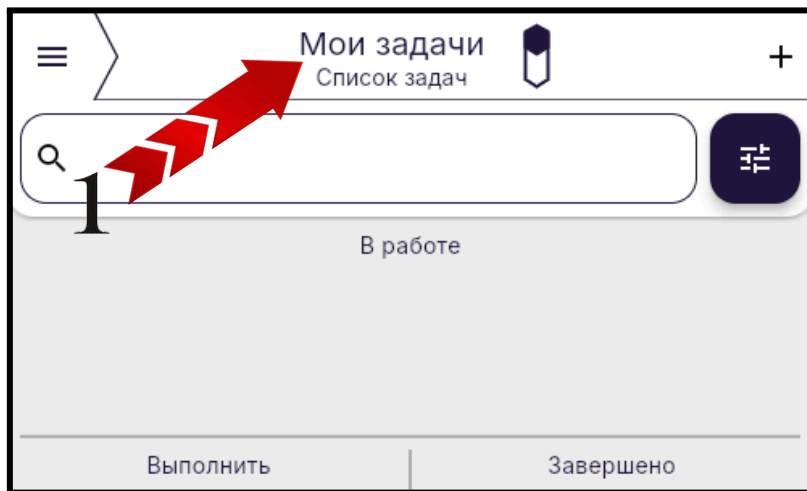 Мои задачи
Список задач
1
В работе
Выполнить
Завершено